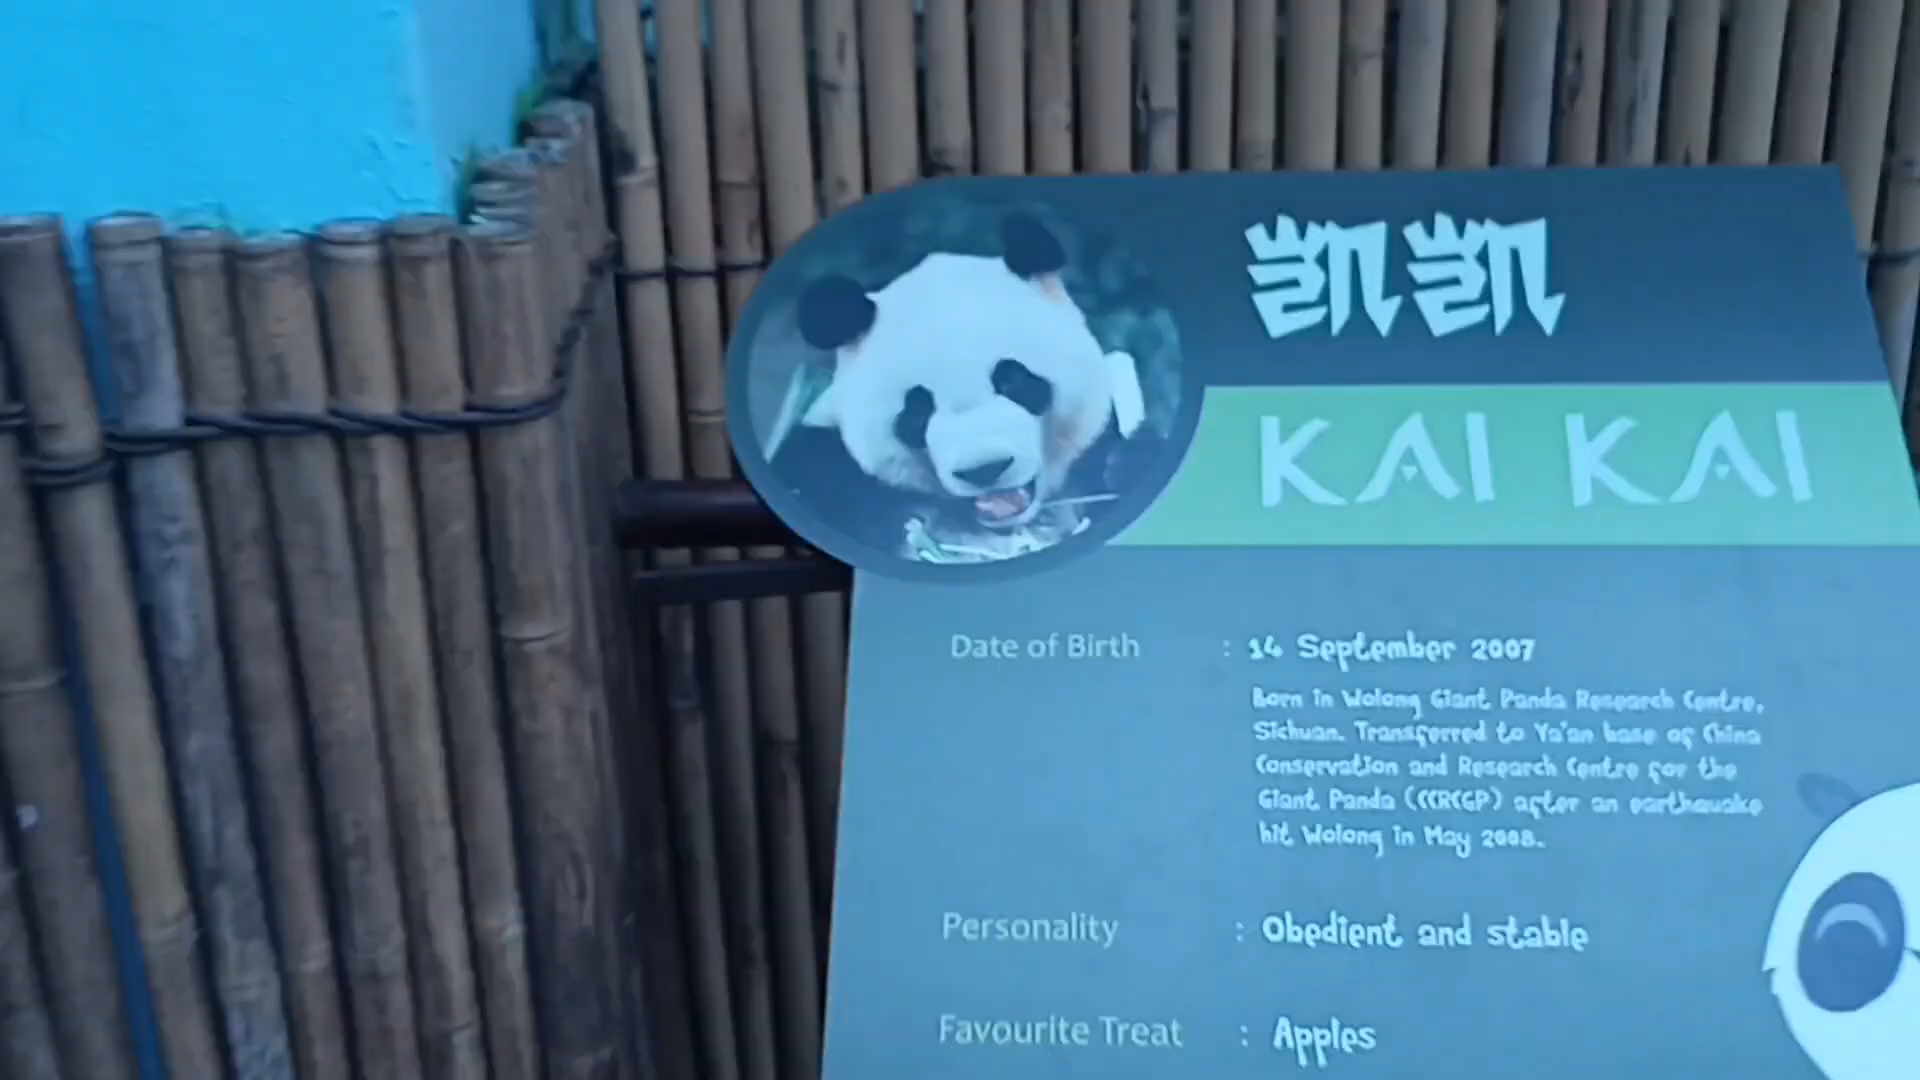 凯凯
KAI KAI
Date of Birth : 14 September 2007
Born in Wolong Giant Panda Research Centre,
Sichuan. Transferred to Ya'an base of China
Conservation and Research Centre for the
Giant Panda (CCRCGP) after an earthquake
hit Wolong in May 2008.
Personality : Obedient and stable
Favourite Treat : Apples